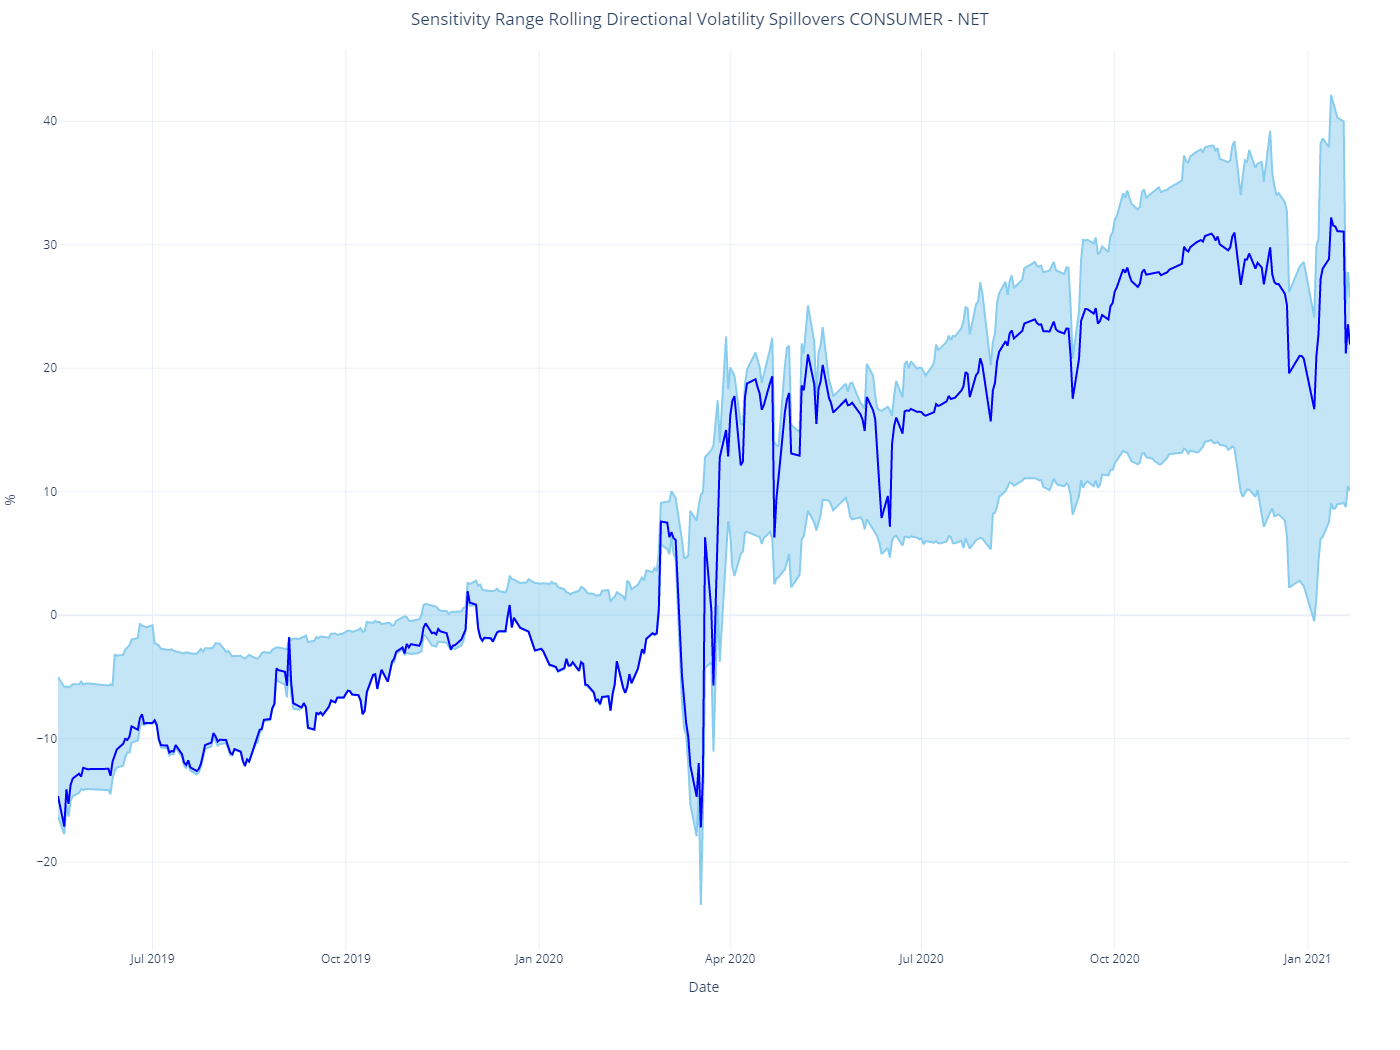 Sensitivity Range Rolling Directional Volatility Spillovers CONSUMER - NET
40
30
20
10
0
−10
−20
%
Jul 2019
Oct 2019
Jan 2020
Apr 2020
Jul 2020
Oct 2020
Jan 2021
Date